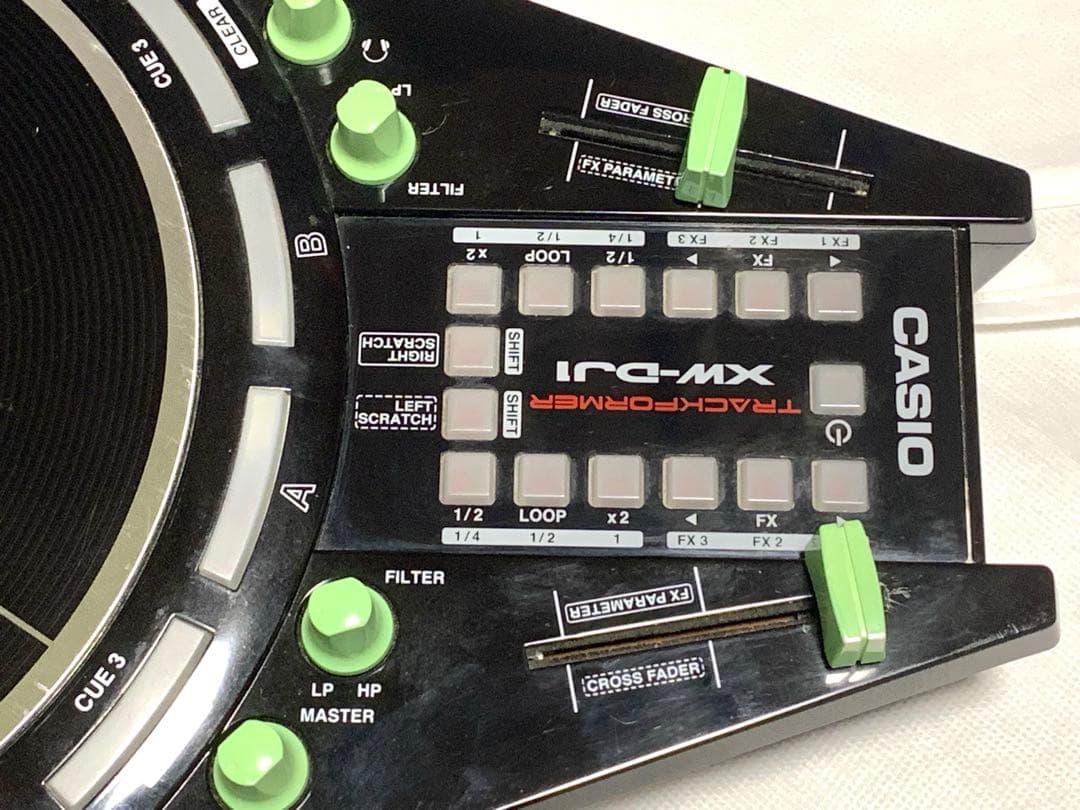 CLEAR
CUE 3
LP
FILTER
CROSS FADER
FX PARAMET
B
1 1/2 1/4 FX 3 FX 2 FX 1
x2 LOOP 1/2 ◀ FX ▶
RIGHT
SCRATCH
SHIFT
XW-DJ1
TRACKFORMER
CASIO
LEFT
SCRATCH
SHIFT
A
1/2 LOOP x2 ◀ FX
1/4 1/2 1 FX 3 FX 2
FILTER
FX PARAMETER
CROSS FADER
CUE 3
LP HP
MASTER